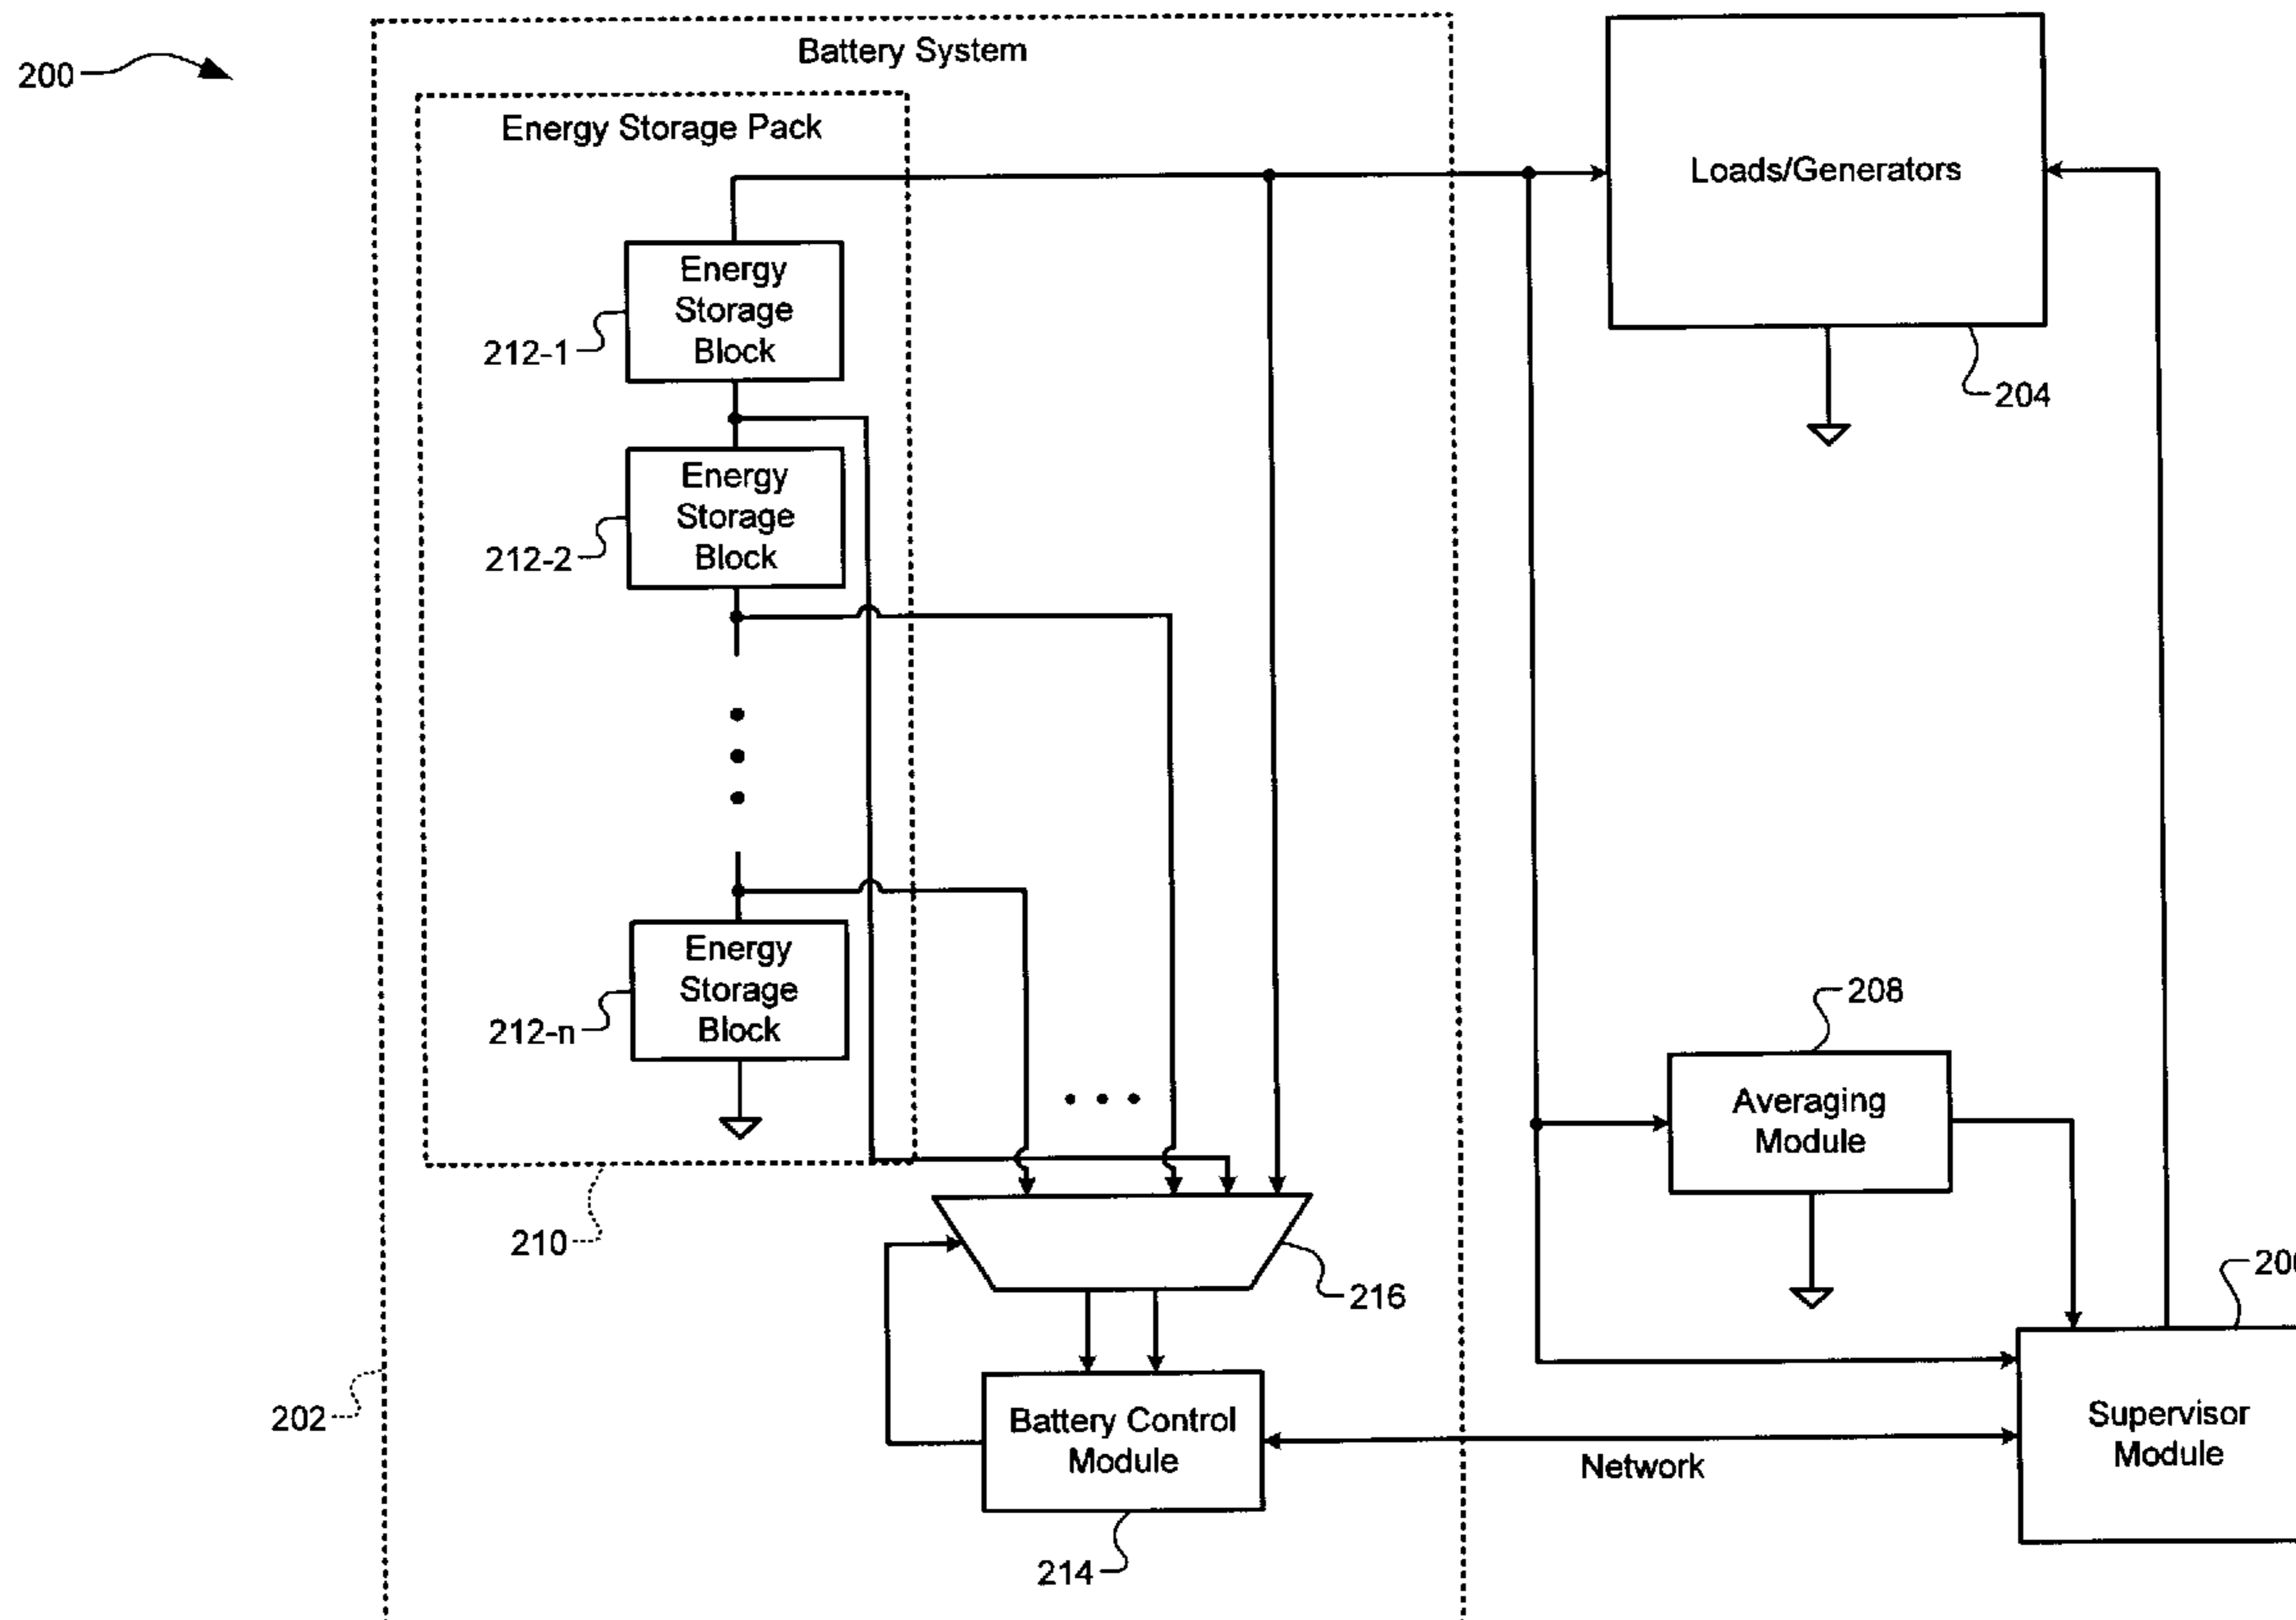 200
Battery System
Energy Storage Pack
Loads/Generators
Energy
Storage
Block
212-1
204
Energy
Storage
Block
212-2
Energy
Storage
Block
212-n
208
Averaging
Module
210
216
202
Battery Control
Module
Network
Supervisor
Module
214